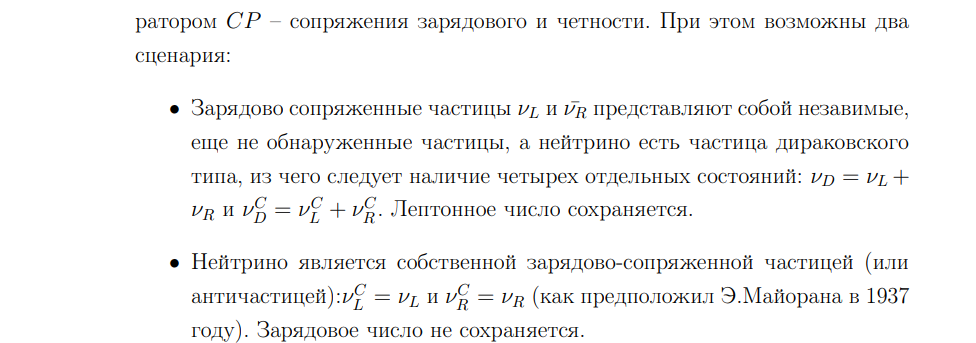 ратором CP – сопряжения зарядового и четности. При этом возможны два
сценария:
• Зарядово сопряженные частицы ν_L и ν̄_R представляют собой незавимые,
еще не обнаруженные частицы, а нейтрино есть частица дираковского
типа, из чего следует наличие четырех отдельных состояний: ν_D = ν_L +
ν_R и ν_D^C = ν_L^C + ν_R^C. Лептонное число сохраняется.
• Нейтрино является собственной зарядово-сопряженной частицей (или
античастицей):ν_L^C = ν_L и ν_R^C = ν_R (как предположил Э.Майорана в 1937
году). Зарядовое число не сохраняется.